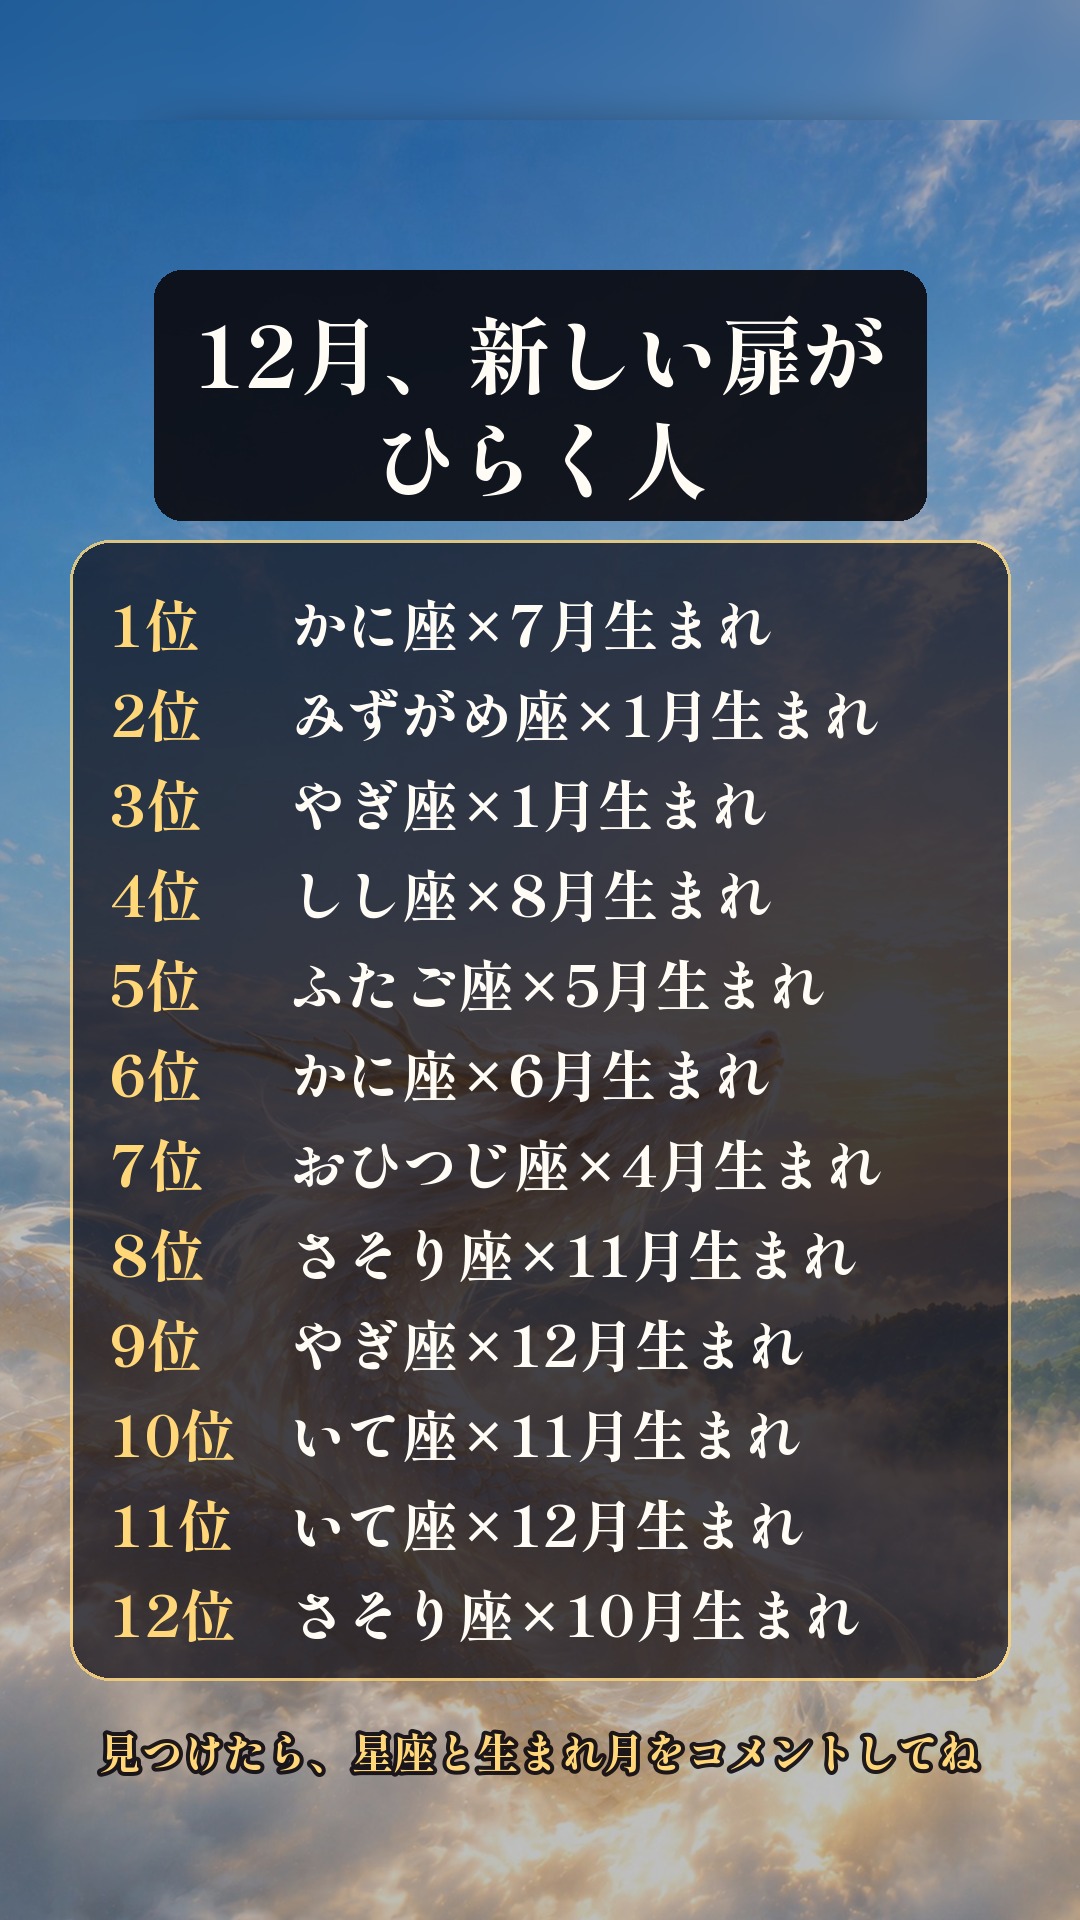 12月、新しい扉が
ひらく人
1位 かに座×7月生まれ
2位 みずがめ座×1月生まれ
3位 やぎ座×1月生まれ
4位 しし座×8月生まれ
5位 ふたご座×5月生まれ
6位 かに座×6月生まれ
7位 おひつじ座×4月生まれ
8位 さそり座×11月生まれ
9位 やぎ座×12月生まれ
10位 いて座×11月生まれ
11位 いて座×12月生まれ
12位 さそり座×10月生まれ
見つけたら、星座と生まれ月をコメントしてね